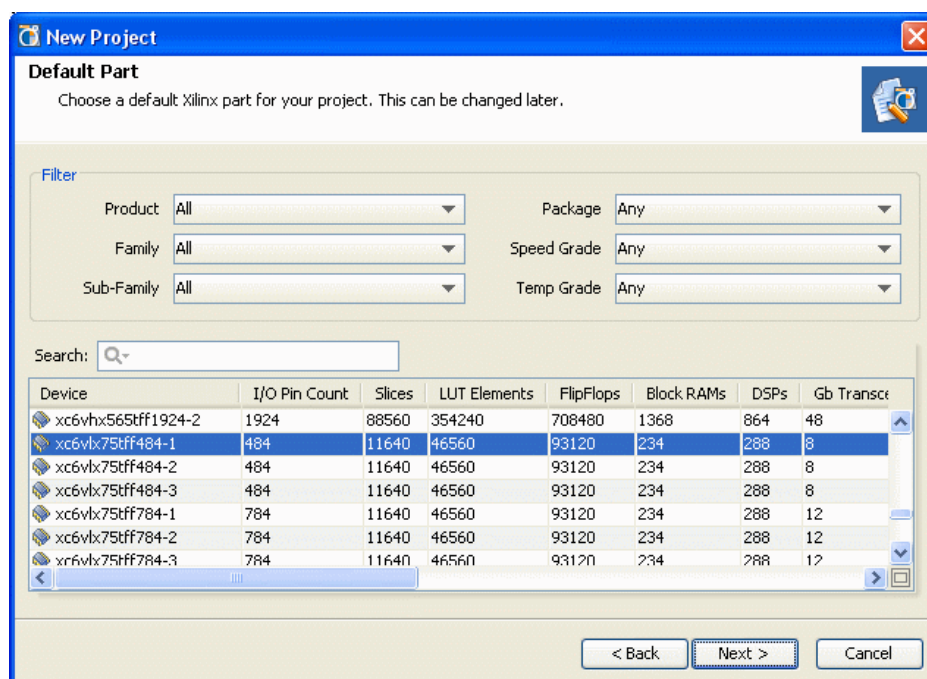 New Project
Default Part
Choose a default Xilinx part for your project. This can be changed later.
Filter
Product All Package Any
Family All Speed Grade Any
Sub-Family All Temp Grade Any
Search:
Device I/O Pin Count Slices LUT Elements FlipFlops Block RAMs DSPs Gb Transce
xc6vhx565tff1924-2 1924 88560 354240 708480 1368 864 48
xc6vlx75tff484-1 484 11640 46560 93120 234 288 8
xc6vlx75tff484-2 484 11640 46560 93120 234 288 8
xc6vlx75tff484-3 484 11640 46560 93120 234 288 8
xc6vlx75tff784-1 784 11640 46560 93120 234 288 12
xc6vlx75tff784-2 784 11640 46560 93120 234 288 12
xc6vlx75tff784-3 784 11640 46560 93120 234 288 12
< Back Next > Cancel